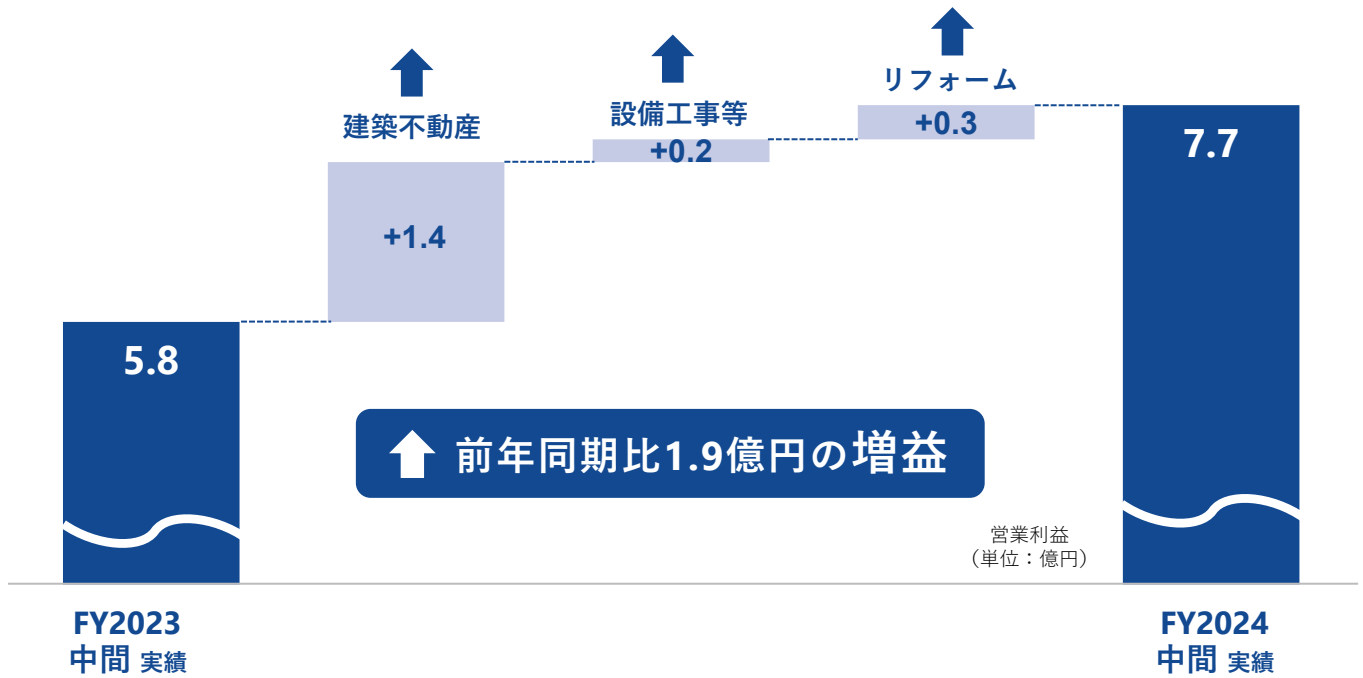 リフォーム
+0.3
設備工事等
+0.2
建築不動産
+1.4
5.8
7.7
前年同期比1.9億円の増益
営業利益
（単位：億円）
FY2023
中間 実績
FY2024
中間 実績